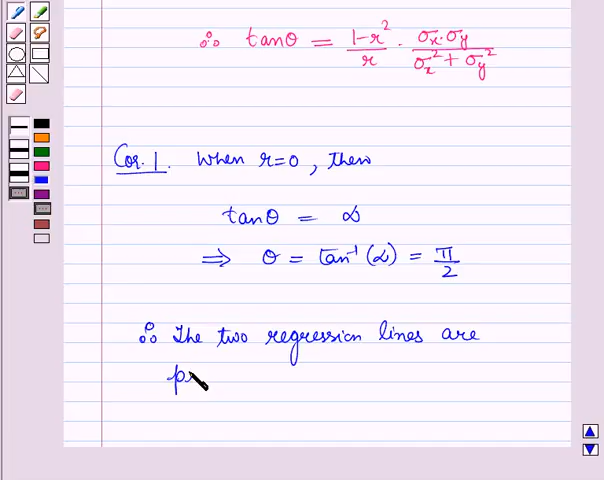 ∴ tanθ = (1-r²)/r · (σx·σy)/(σx² + σy²)
Cor. 1. When r=0, then
tanθ = ∞
⇒ θ = tan⁻¹(∞) = π/2
∴ The two regression lines are
p